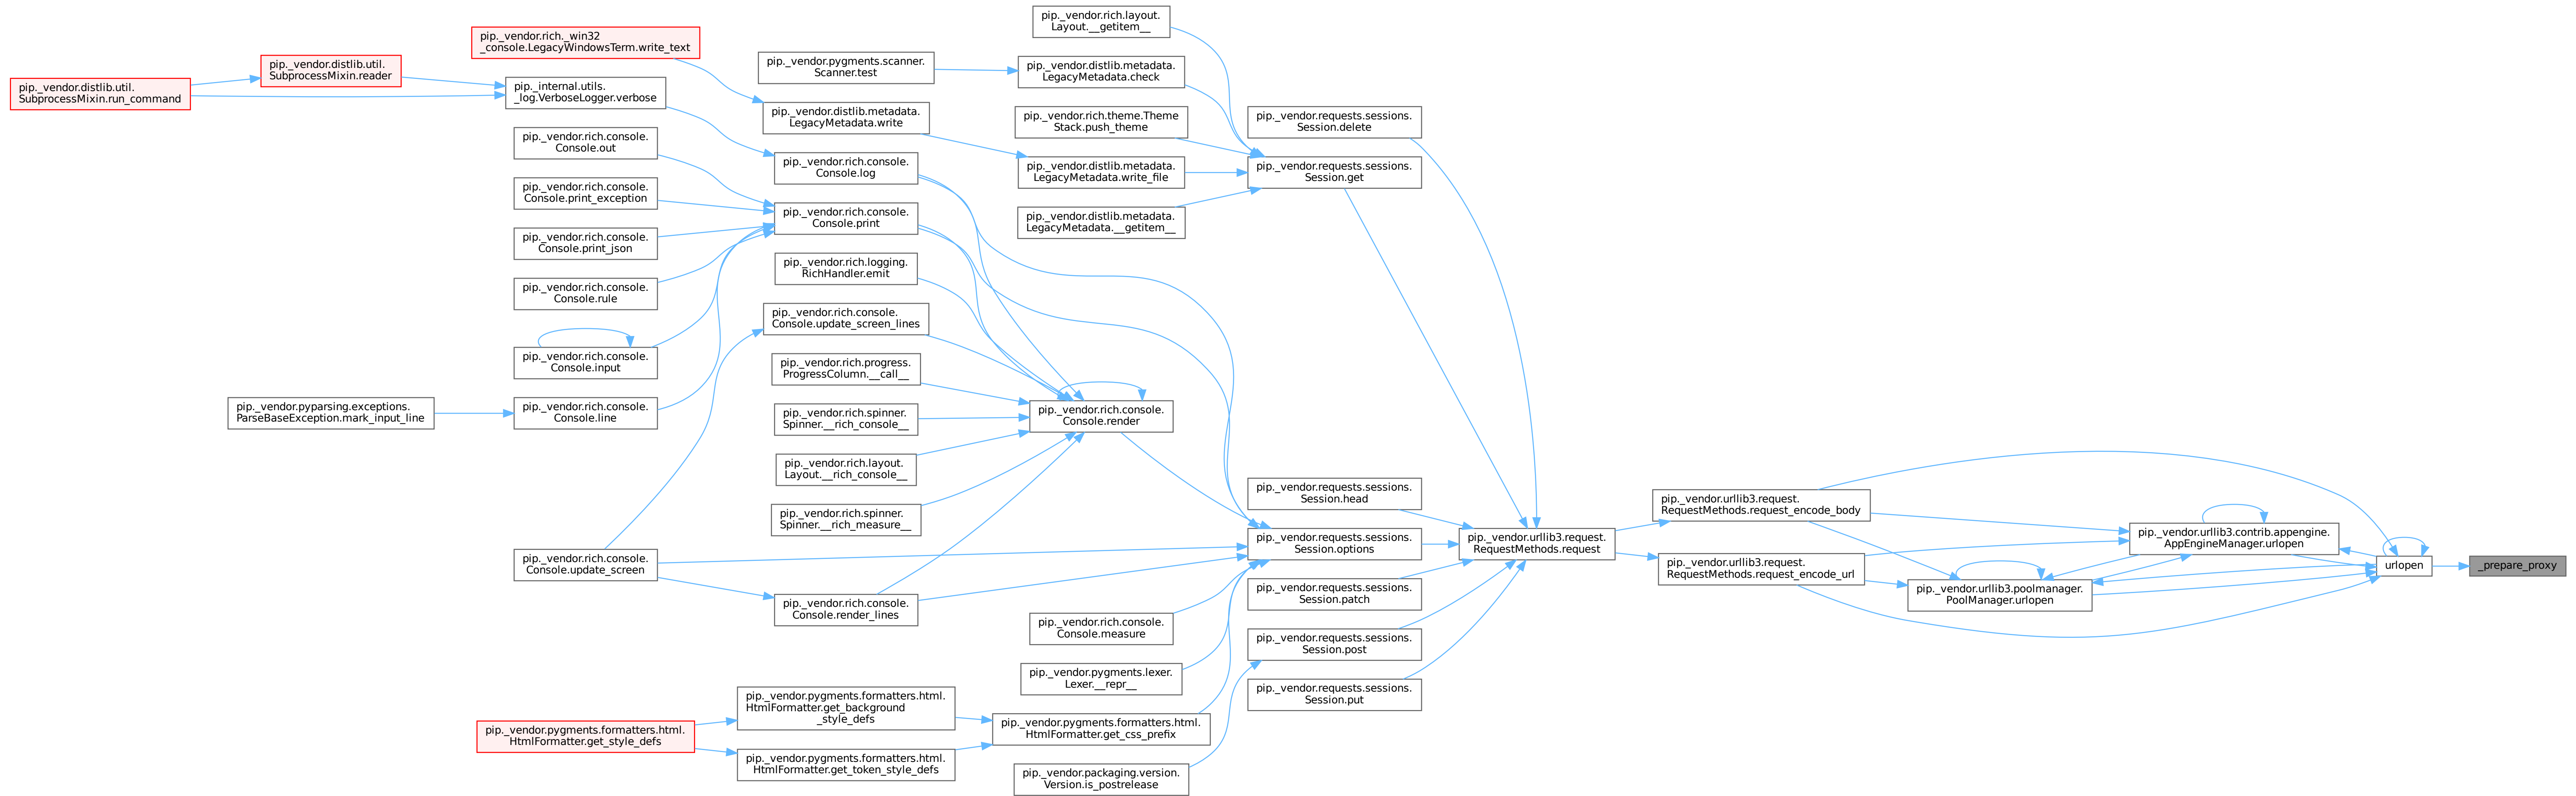 pip._vendor.distlib.util.
SubprocessMixin.run_command
pip._vendor.distlib.util.
SubprocessMixin.reader
pip._vendor.pyparsing.exceptions.
ParseBaseException.mark_input_line
pip._vendor.rich._win32
_console.LegacyWindowsTerm.write_text
pip._internal.utils.
_log.VerboseLogger.verbose
pip._vendor.rich.console.
Console.out
pip._vendor.rich.console.
Console.print_exception
pip._vendor.rich.console.
Console.print_json
pip._vendor.rich.console.
Console.rule
pip._vendor.rich.console.
Console.input
pip._vendor.rich.console.
Console.line
pip._vendor.rich.console.
Console.update_screen
pip._vendor.pygments.formatters.html.
HtmlFormatter.get_style_defs
pip._vendor.pygments.scanner.
Scanner.test
pip._vendor.distlib.metadata.
LegacyMetadata.write
pip._vendor.rich.console.
Console.log
pip._vendor.rich.console.
Console.print
pip._vendor.rich.logging.
RichHandler.emit
pip._vendor.rich.console.
Console.update_screen_lines
pip._vendor.rich.progress.
ProgressColumn.__call__
pip._vendor.rich.spinner.
Spinner.__rich_console__
pip._vendor.rich.layout.
Layout.__rich_console__
pip._vendor.rich.spinner.
Spinner.__rich_measure__
pip._vendor.rich.console.
Console.render_lines
pip._vendor.pygments.formatters.html.
HtmlFormatter.get_background
_style_defs
pip._vendor.pygments.formatters.html.
HtmlFormatter.get_token_style_defs
pip._vendor.rich.layout.
Layout.__getitem__
pip._vendor.distlib.metadata.
LegacyMetadata.check
pip._vendor.rich.theme.Theme
Stack.push_theme
pip._vendor.distlib.metadata.
LegacyMetadata.write_file
pip._vendor.distlib.metadata.
LegacyMetadata.__getitem__
pip._vendor.rich.console.
Console.render
pip._vendor.rich.console.
Console.measure
pip._vendor.pygments.lexer.
Lexer.__repr__
pip._vendor.pygments.formatters.html.
HtmlFormatter.get_css_prefix
pip._vendor.packaging.version.
Version.is_postrelease
pip._vendor.requests.sessions.
Session.delete
pip._vendor.requests.sessions.
Session.get
pip._vendor.requests.sessions.
Session.head
pip._vendor.requests.sessions.
Session.options
pip._vendor.requests.sessions.
Session.patch
pip._vendor.requests.sessions.
Session.post
pip._vendor.requests.sessions.
Session.put
pip._vendor.urllib3.request.
RequestMethods.request
pip._vendor.urllib3.request.
RequestMethods.request_encode_body
pip._vendor.urllib3.request.
RequestMethods.request_encode_url
pip._vendor.urllib3.contrib.appengine.
AppEngineManager.urlopen
pip._vendor.urllib3.poolmanager.
PoolManager.urlopen
urlopen
_prepare_proxy